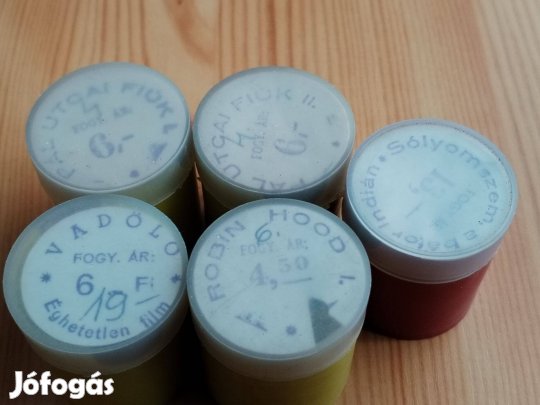 PÁL UTCAI FIÚK I.
FOGY. ÁR:
6,-
PÁL UTCAI FIÚK II.
FOGY. ÁR:
6,-
Sólyomszem, a bátor indián
13,-
VADÖLŐ
FOGY. ÁR:
6 Ft
19
Éghetetlen film
ROBIN HOOD I.
6
FOGY. ÁR:
4,50
Jófogás